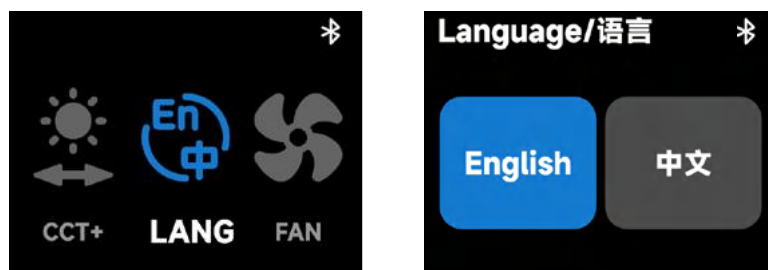 En
中
CCT+ LANG FAN
Language/语言
English 中文